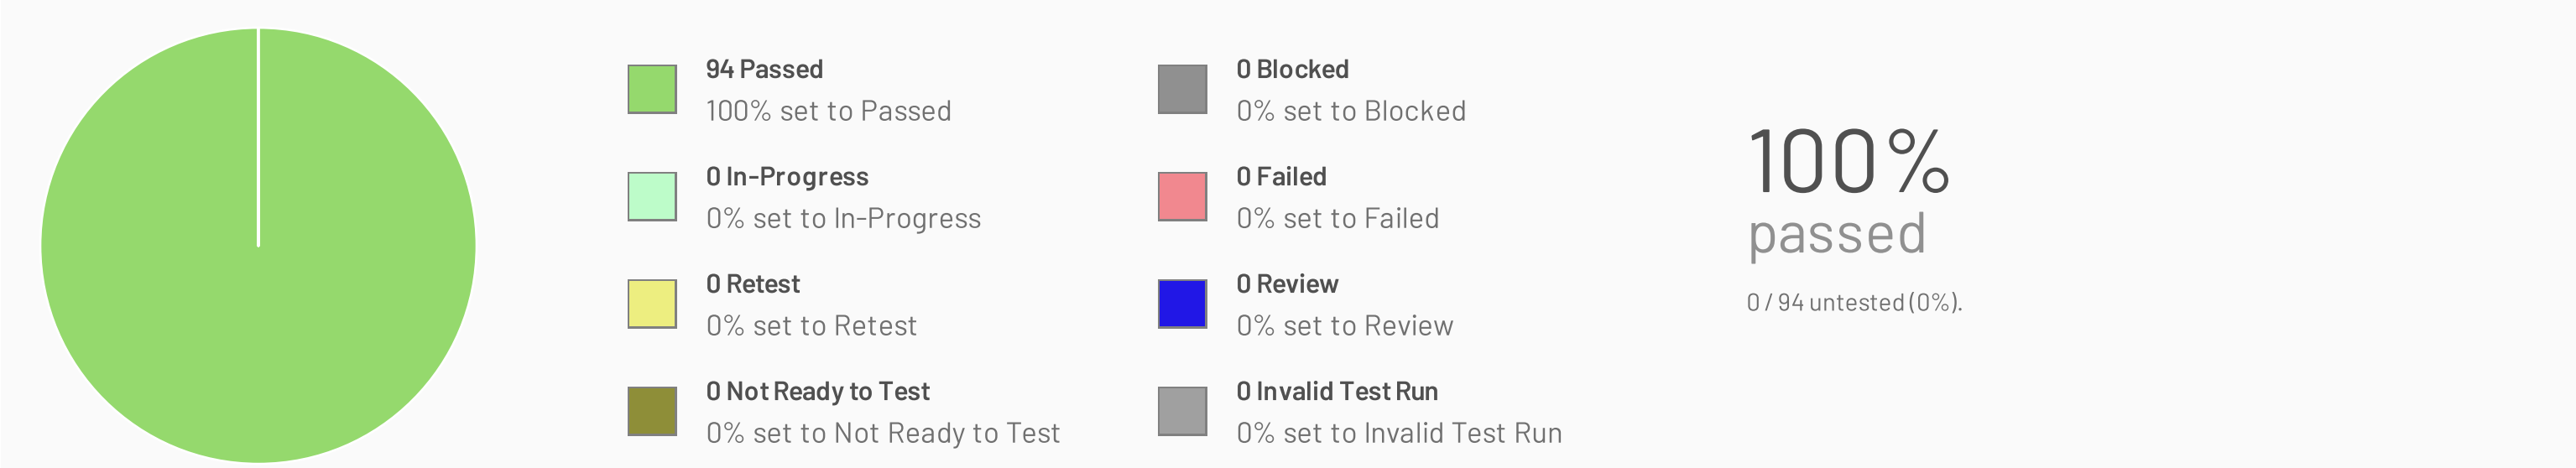 94 Passed
100% set to Passed
0 In-Progress
0% set to In-Progress
0 Retest
0% set to Retest
0 Not Ready to Test
0% set to Not Ready to Test
0 Blocked
0% set to Blocked
0 Failed
0% set to Failed
0 Review
0% set to Review
0 Invalid Test Run
0% set to Invalid Test Run
100%
passed
0 / 94 untested (0%).